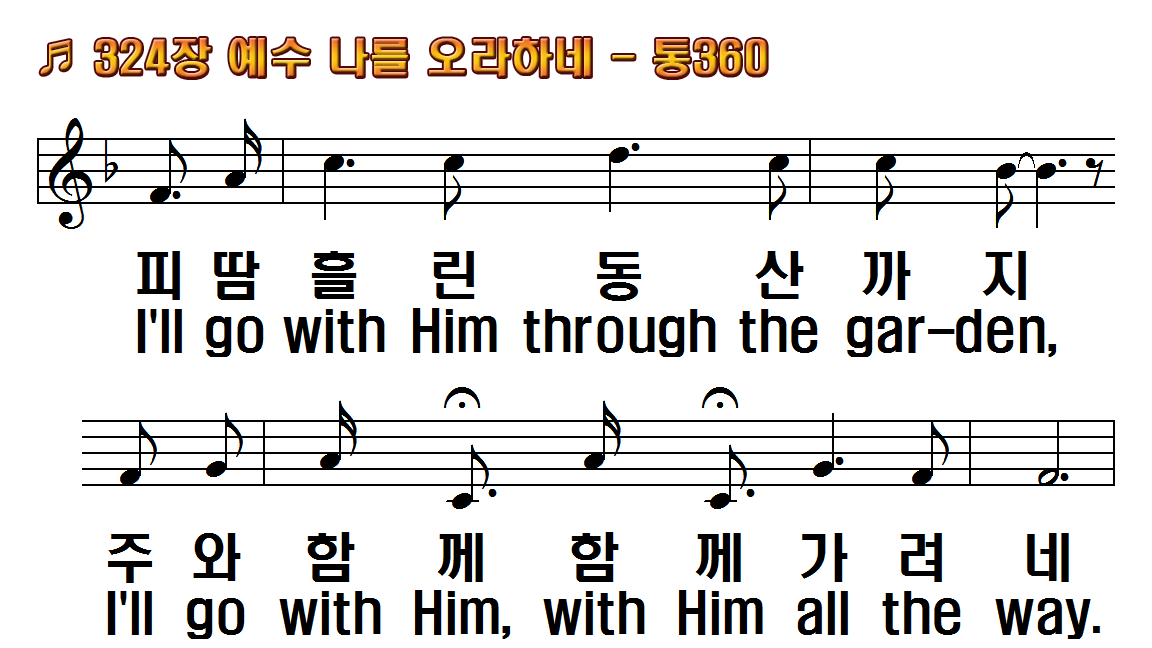 ♬ 324장 예수 나를 오라하네 - 통360
피 땀 흘 린 동 산 까 지
I'll go with Him through the gar-den,
주 와 함 께 함 께 가 려 네
I'll go with Him, with Him all the way.